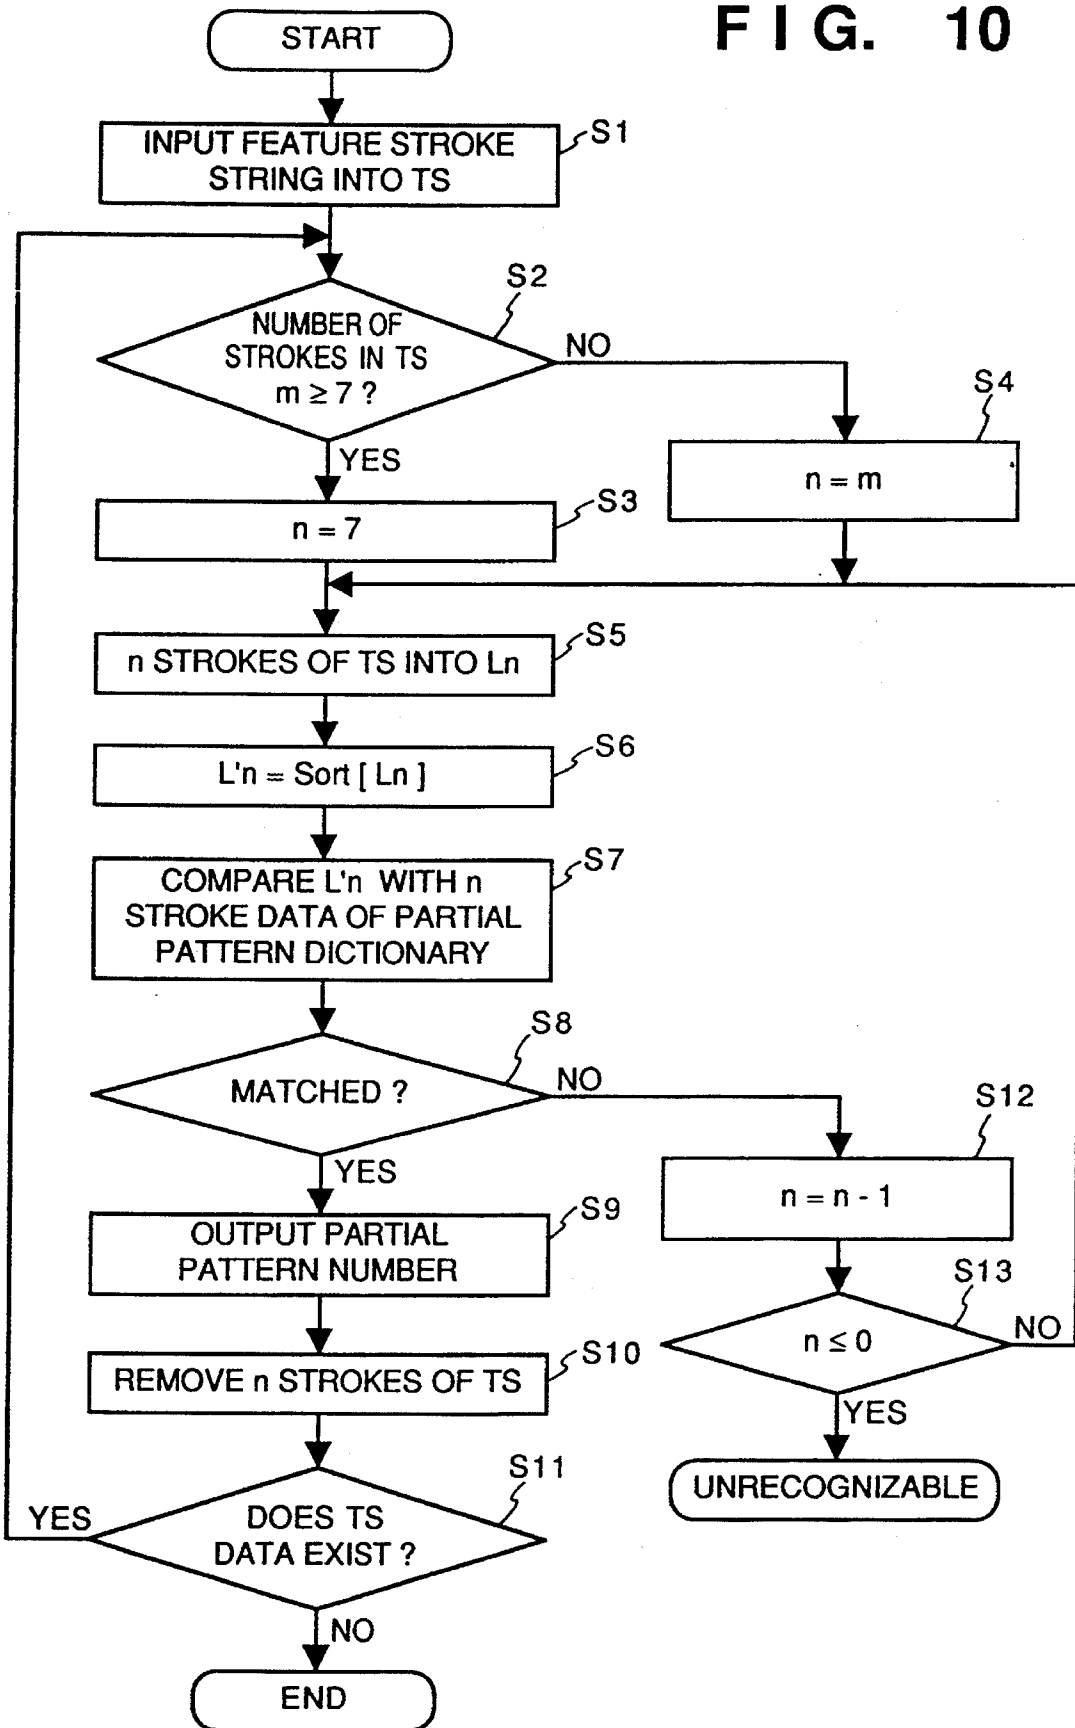 FIG. 10
START
S1
INPUT FEATURE STROKE
STRING INTO TS
S2
NUMBER OF
STROKES IN TS
m ≥ 7 ?
NO
YES
S4
n = m
S3
n = 7
S5
n STROKES OF TS INTO Ln
S6
L'n = Sort [ Ln ]
S7
COMPARE L'n WITH n
STROKE DATA OF PARTIAL
PATTERN DICTIONARY
S8
MATCHED ?
NO
YES
S12
n = n - 1
S9
OUTPUT PARTIAL
PATTERN NUMBER
S13
n ≤ 0
NO
YES
S10
REMOVE n STROKES OF TS
UNRECOGNIZABLE
S11
DOES TS
DATA EXIST ?
YES
NO
END